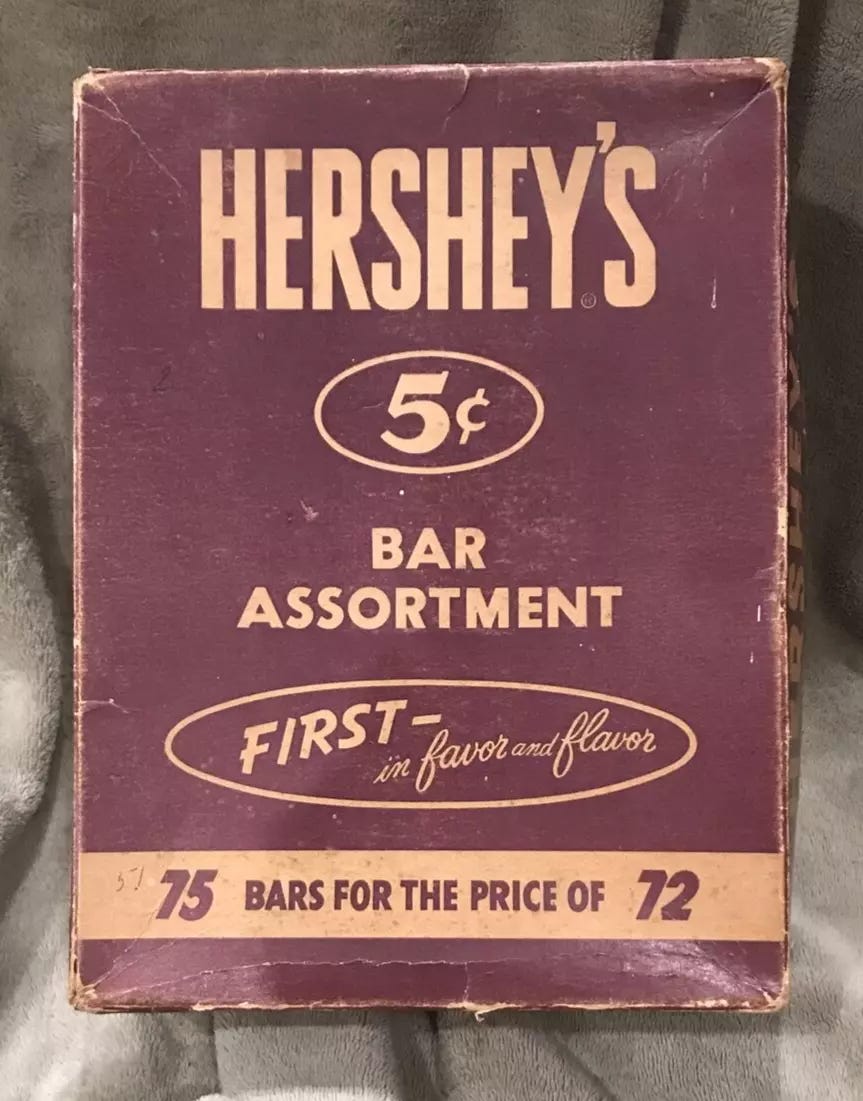 HERSHEY'S
5¢
BAR
ASSORTMENT
FIRST-
in favor and flavor
75 BARS FOR THE PRICE OF 72